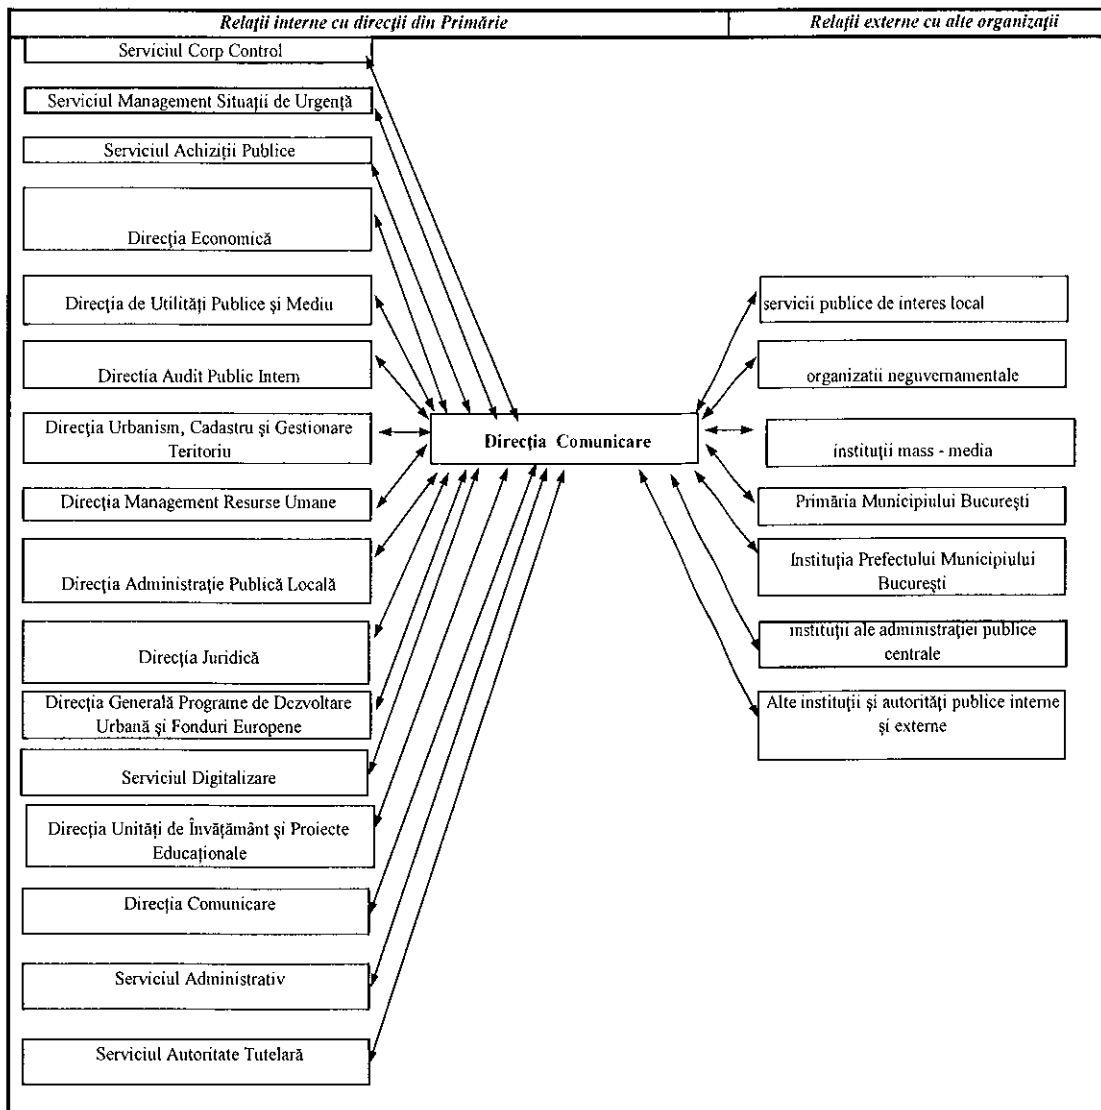 Relații interne cu direcții din Primărie
Relații externe cu alte organizații
Serviciul Corp Control
Serviciul Management Situații de Urgență
Serviciul Achiziții Publice
Direcția Economică
Direcția de Utilități Publice și Mediu
Directia Audit Public Intern
Direcția Urbanism, Cadastru și Gestionare
Teritoriu
Direcția Management Resurse Umane
Direcția Administrație Publică Locală
Direcția Juridică
Direcția Generală Programe de Dezvoltare
Urbană și Fonduri Europene
Serviciul Digitalizare
Direcția Unități de Învățământ și Proiecte
Educaționale
Direcția Comunicare
Serviciul Administrativ
Serviciul Autoritate Tutelară
Direcția Comunicare
servicii publice de interes local
organizatii neguvernamentale
instituții mass - media
Primăria Municipiului București
Instituția Prefectului Municipiului
București
instituții ale administrației publice
centrale
Alte instituții și autorități publice interne
și externe